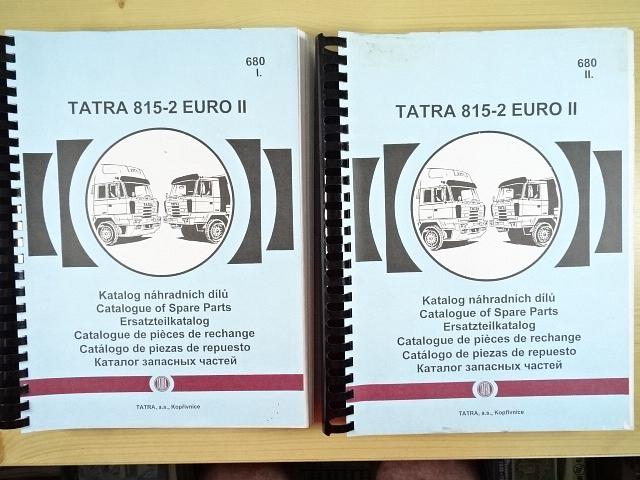 680
I.
TATRA 815-2 EURO II
Katalog náhradních dílů
Catalogue of Spare Parts
Ersatzteilkatalog
Catalogue de pièces de rechange
Catálogo de piezas de repuesto
Каталог запасных частей
TATRA, a.s., Kopřivnice
680
II.
TATRA 815-2 EURO II
Katalog náhradních dílů
Catalogue of Spare Parts
Ersatzteilkatalog
Catalogue de pièces de rechange
Catálogo de piezas de repuesto
Каталог запасных частей
TATRA, a.s., Kopřivnice